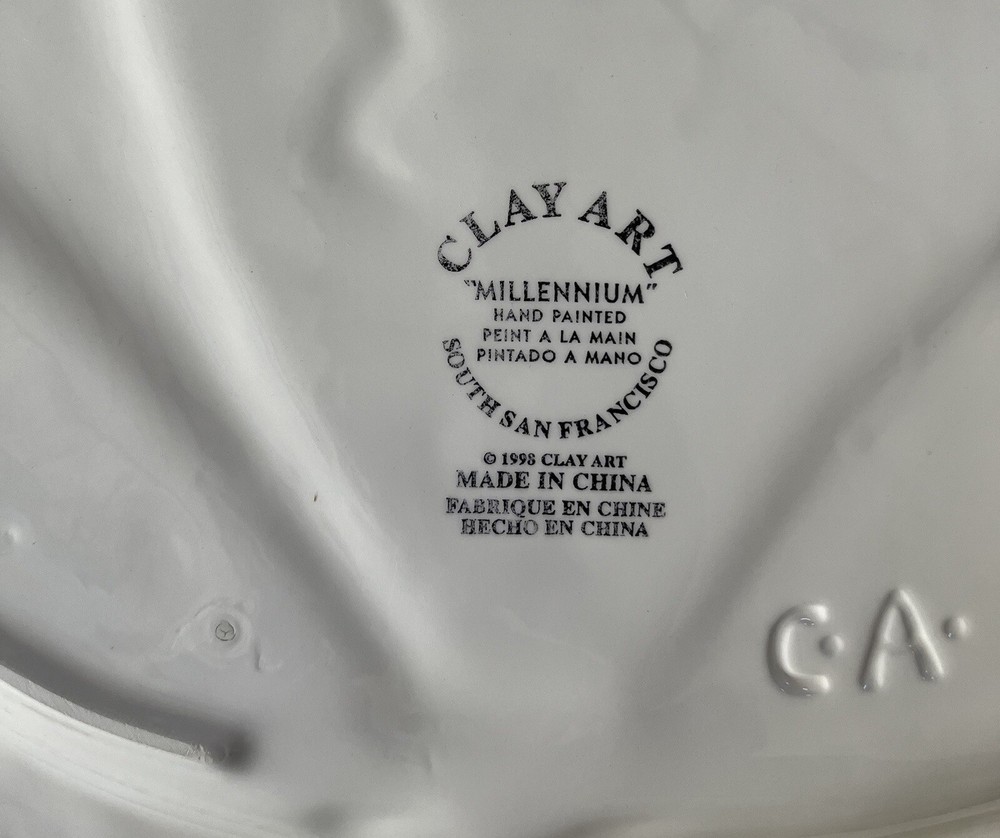 CLAY ART
"MILLENNIUM"
HAND PAINTED
PEINT A LA MAIN
PINTADO A MANO
SOUTH SAN FRANCISCO
© 1998 CLAY ART
MADE IN CHINA
FABRIQUE EN CHINE
HECHO EN CHINA
C.A.